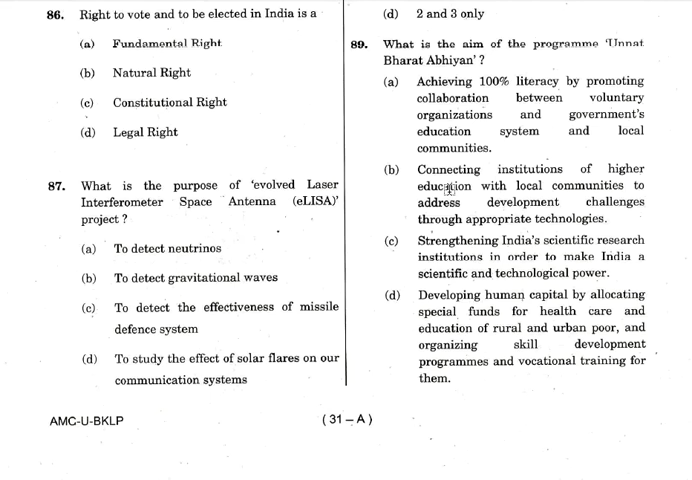 86. Right to vote and to be elected in India is a
(a) Fundamental Right
(b) Natural Right
(c) Constitutional Right
(d) Legal Right
87. What is the purpose of 'evolved Laser
Interferometer Space Antenna (eLISA)'
project ?
(a) To detect neutrinos
(b) To detect gravitational waves
(c) To detect the effectiveness of missile
defence system
(d) To study the effect of solar flares on our
communication systems
(d) 2 and 3 only
89. What is the aim of the programme 'Unnat
Bharat Abhiyan' ?
(a) Achieving 100% literacy by promoting
collaboration between voluntary
organizations and government's
education system and local
communities.
(b) Connecting institutions of higher
education with local communities to
address development challenges
through appropriate technologies.
(c) Strengthening India's scientific research
institutions in order to make India a
scientific and technological power.
(d) Developing human capital by allocating
special funds for health care and
education of rural and urban poor, and
organizing skill development
programmes and vocational training for
them.
AMC-U-BKLP ( 31 – A )